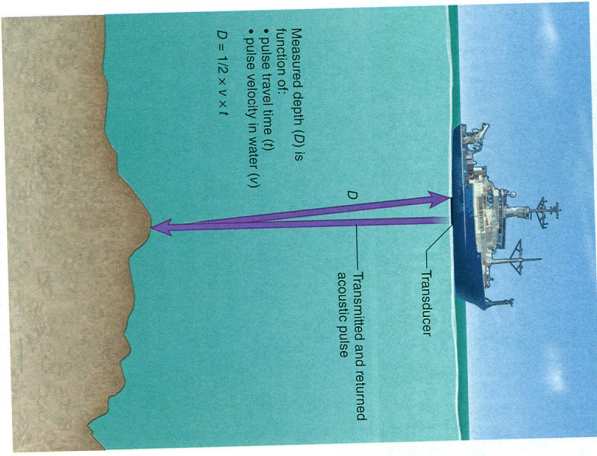 Measured depth (D) is
function of:
• pulse travel time (t)
• pulse velocity in water (v)
D = 1/2 × v × t
D
Transducer
Transmitted and returned
acoustic pulse